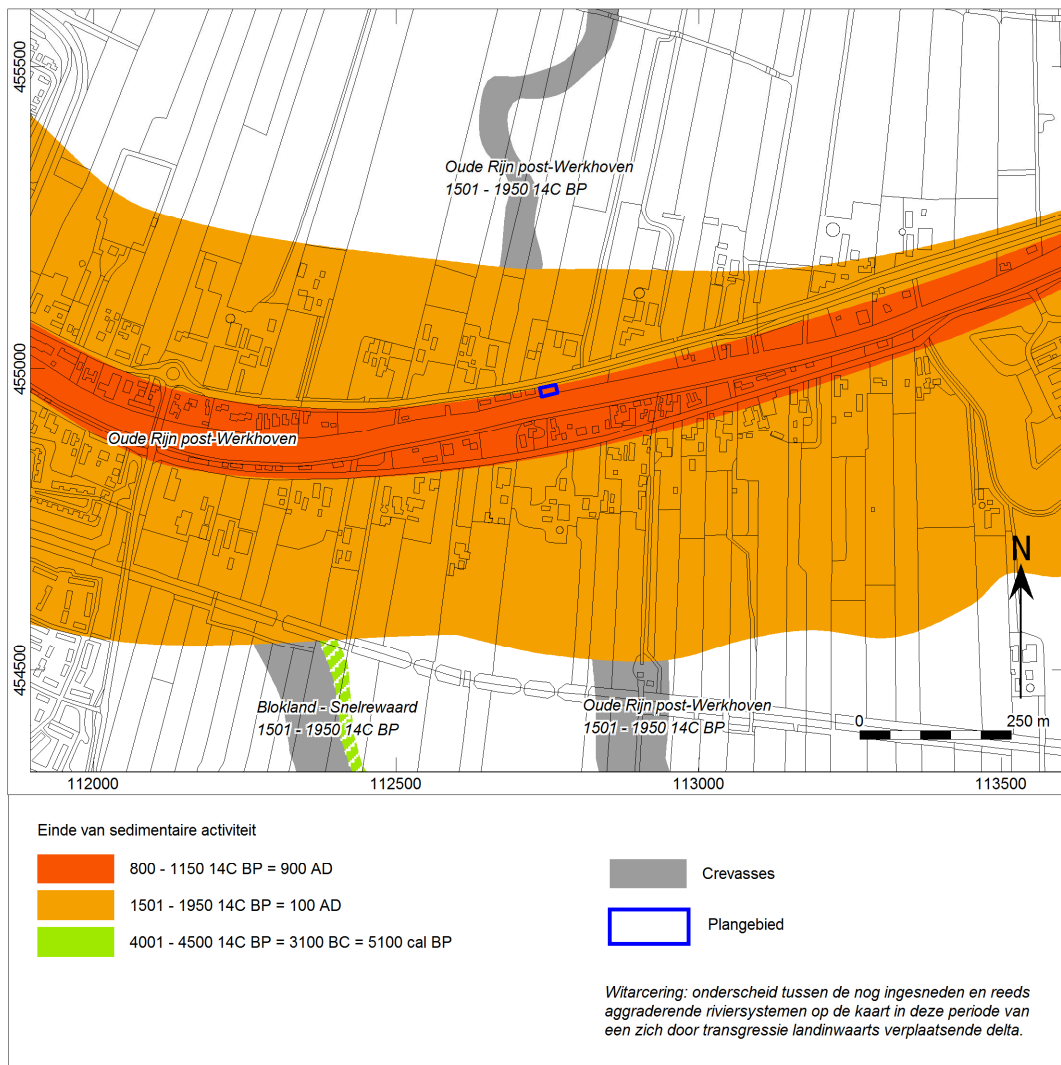 455500
455000
454500
Oude Rijn post-Werkhoven
1501 - 1950 14C BP
Oude Rijn post-Werkhoven
Blokland - Snelrewaard
1501 - 1950 14C BP
Oude Rijn post-Werkhoven
1501 - 1950 14C BP
N
0
250 m
112000
112500
113000
113500
Einde van sedimentaire activiteit
800 - 1150 14C BP = 900 AD
1501 - 1950 14C BP = 100 AD
4001 - 4500 14C BP = 3100 BC = 5100 cal BP
Crevasses
Plangebied
Witarcering: onderscheid tussen de nog ingesneden en reeds
aggraderende riviersystemen op de kaart in deze periode van
een zich door transgressie landinwaarts verplaatsende delta.